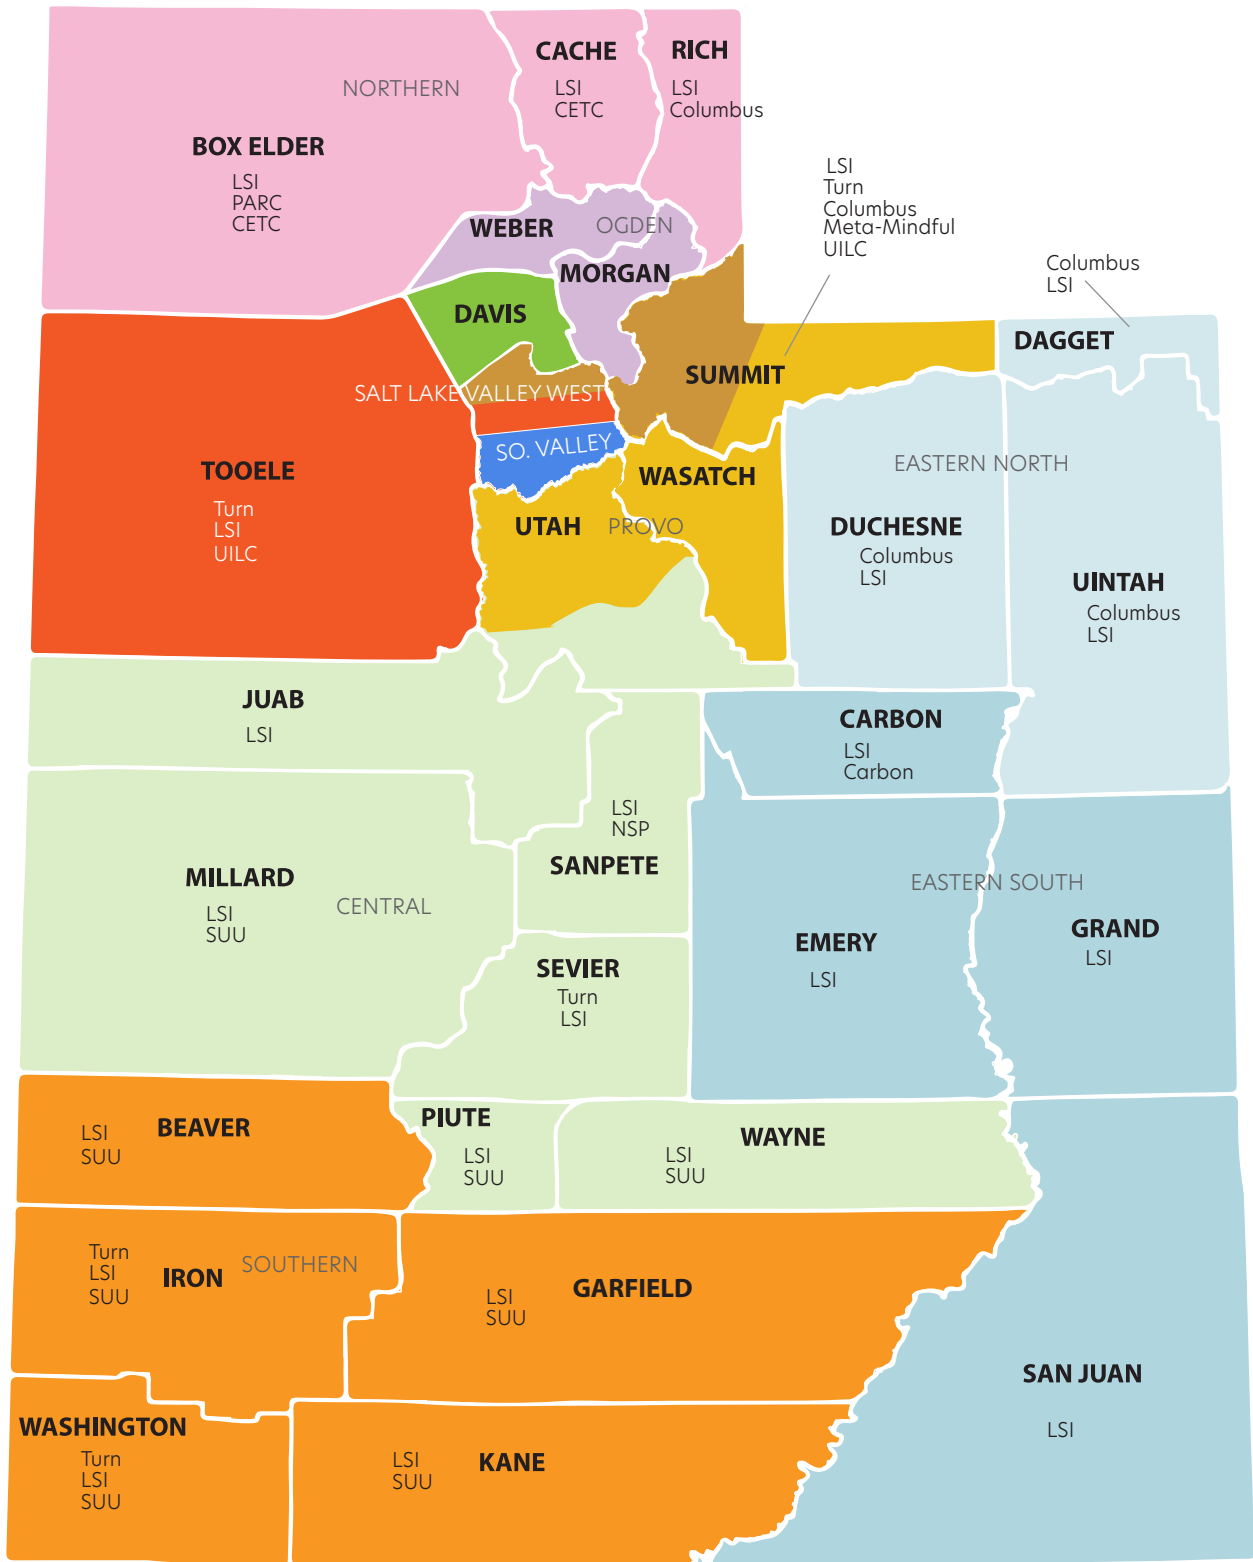 CACHE
LSI
CETC
RICH
LSI
Columbus
NORTHERN
BOX ELDER
LSI
PARC
CETC
LSI
Turn
Columbus
Meta-Mindful
UILC
WEBER
OGDEN
MORGAN
Columbus
LSI
DAGGET
DAVIS
SUMMIT
SALT LAKE VALLEY WEST
SO. VALLEY
TOOELE
Turn
LSI
UILC
WASATCH
UTAH
PROVO
EASTERN NORTH
DUCHESNE
Columbus
LSI
UINTAH
Columbus
LSI
JUAB
LSI
CARBON
LSI
Carbon
LSI
NSP
SANPETE
MILLARD
LSI
SUU
CENTRAL
EASTERN SOUTH
EMERY
LSI
GRAND
LSI
SEVIER
Turn
LSI
BEAVER
LSI
SUU
PIUTE
LSI
SUU
WAYNE
LSI
SUU
Turn
LSI
SUU
IRON
SOUTHERN
GARFIELD
LSI
SUU
SAN JUAN
LSI
WASHINGTON
Turn
LSI
SUU
KANE
LSI
SUU